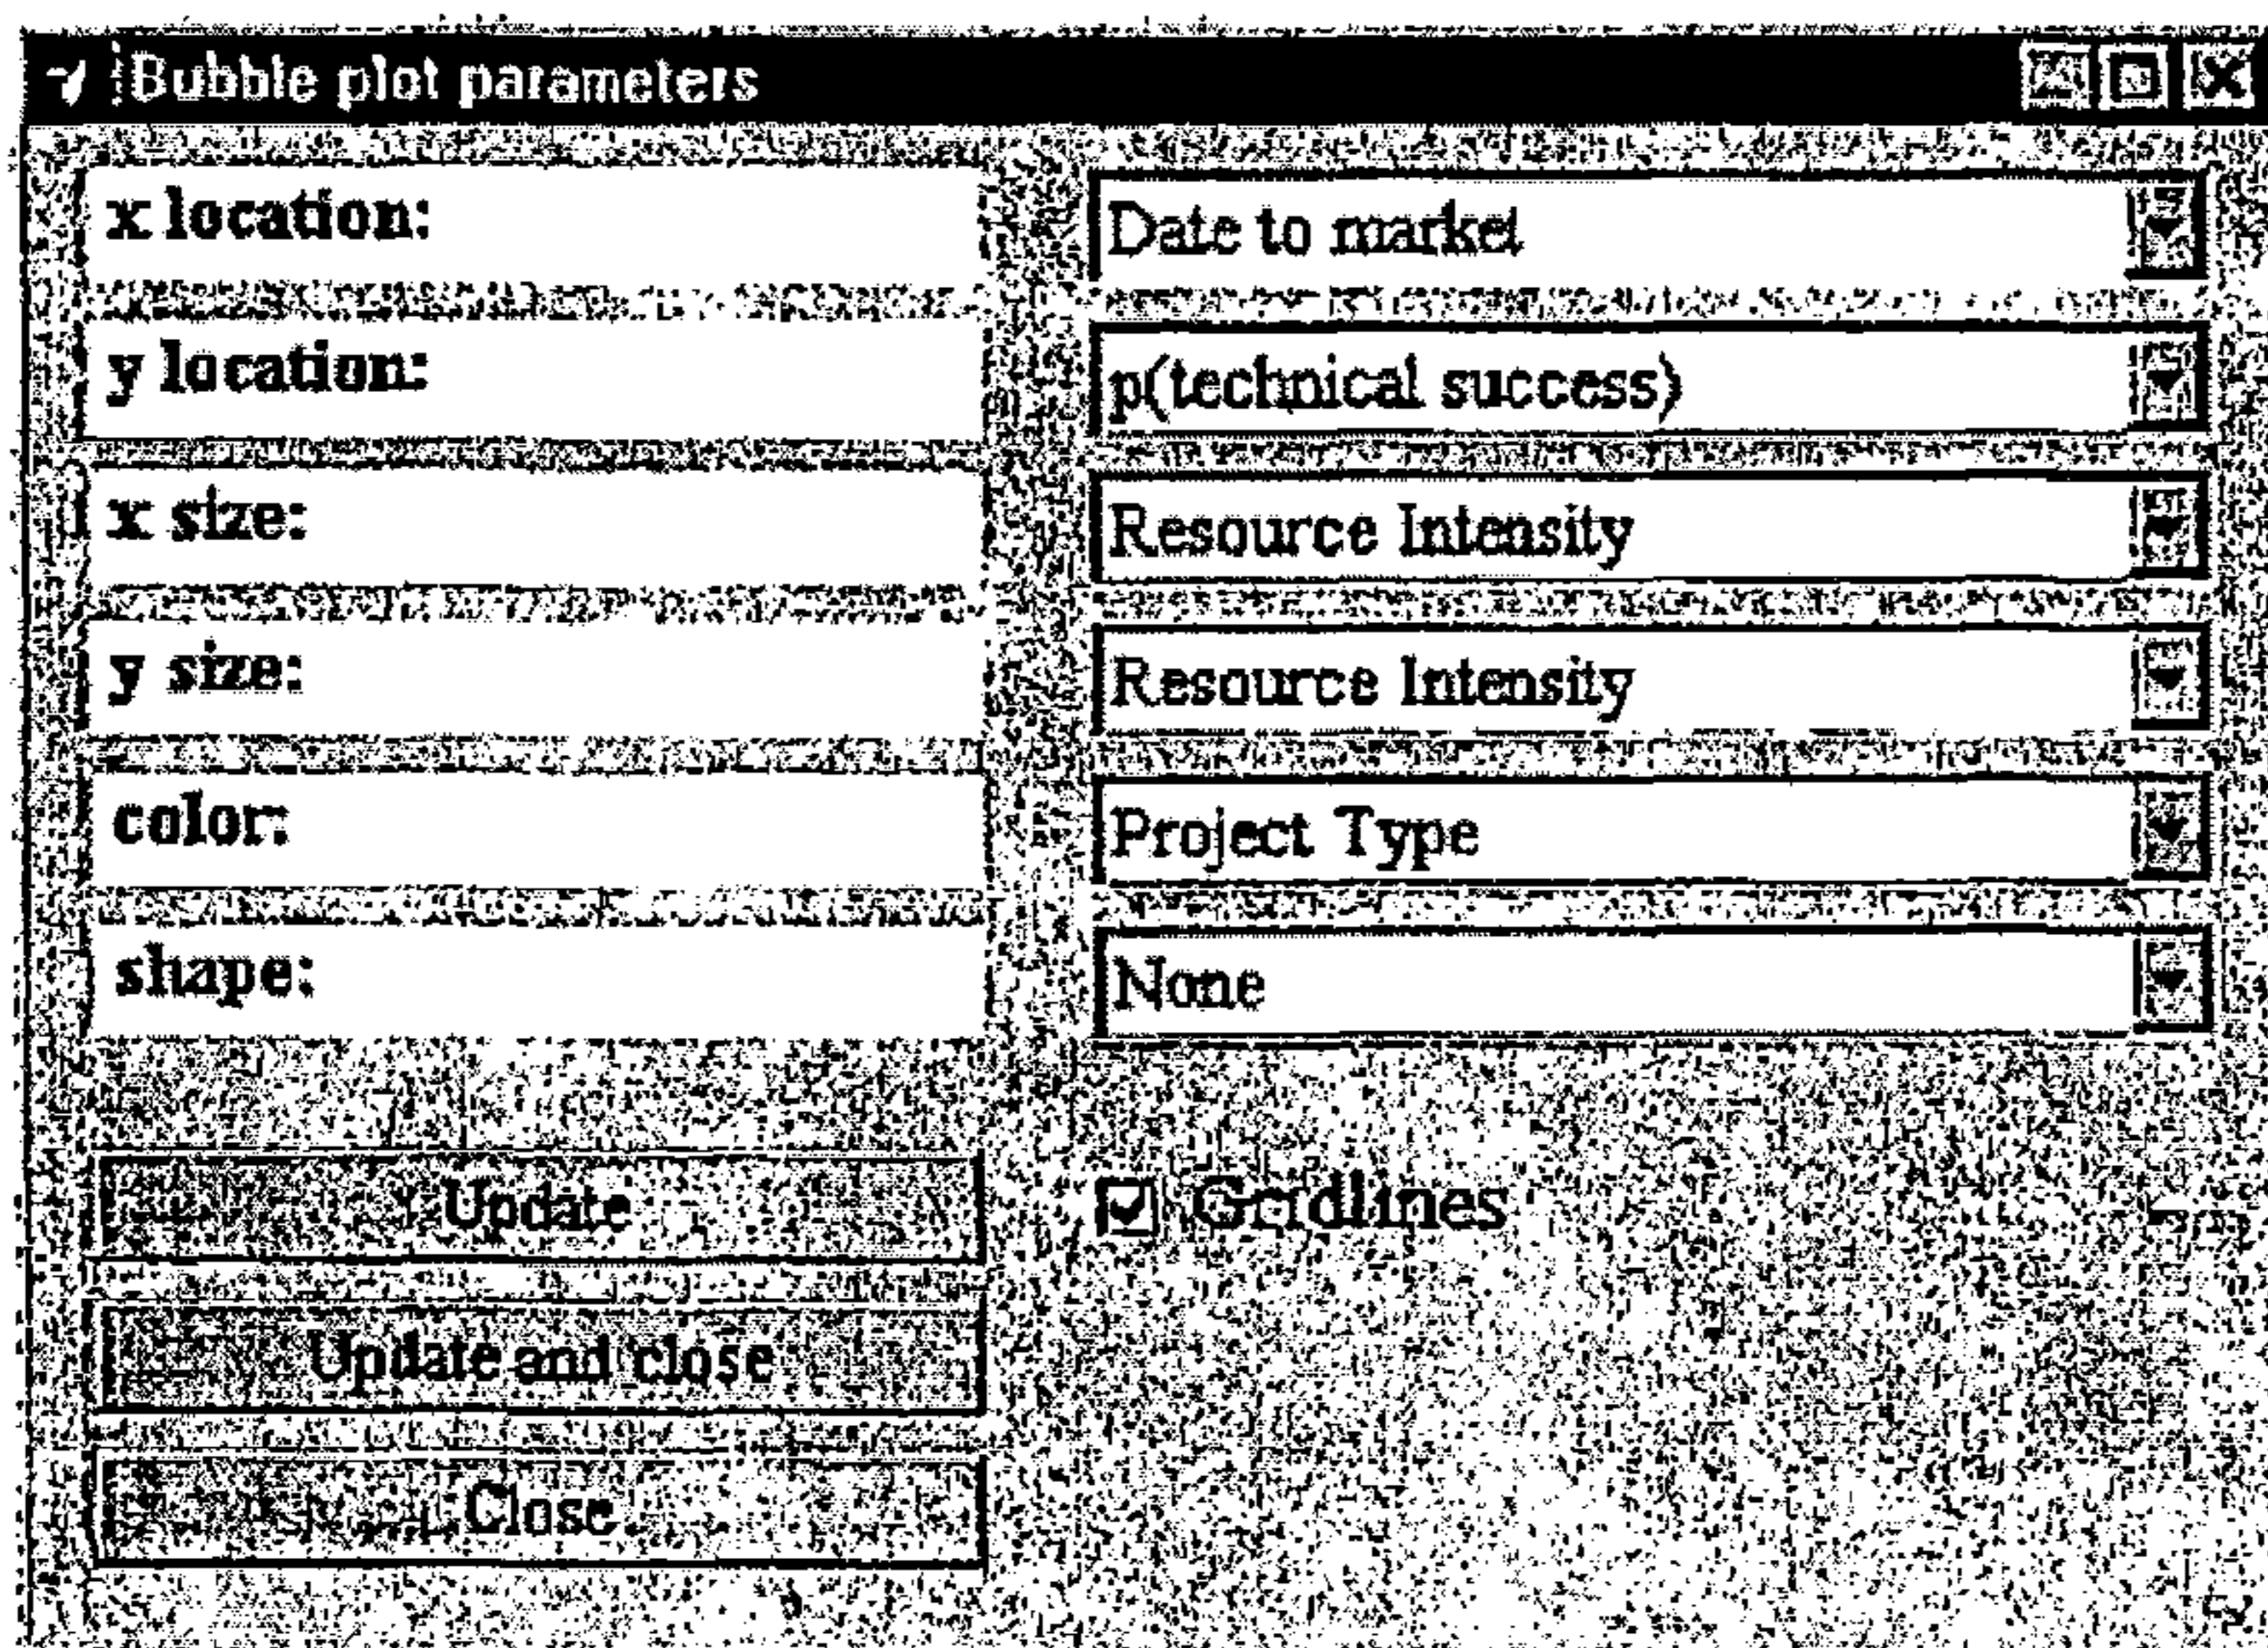 Bubble plot parameters
x location: Date to market
y location: p(technical success)
x size: Resource Intensity
y size: Resource Intensity
color: Project Type
shape: None
Update Gridlines
Update and close
Close